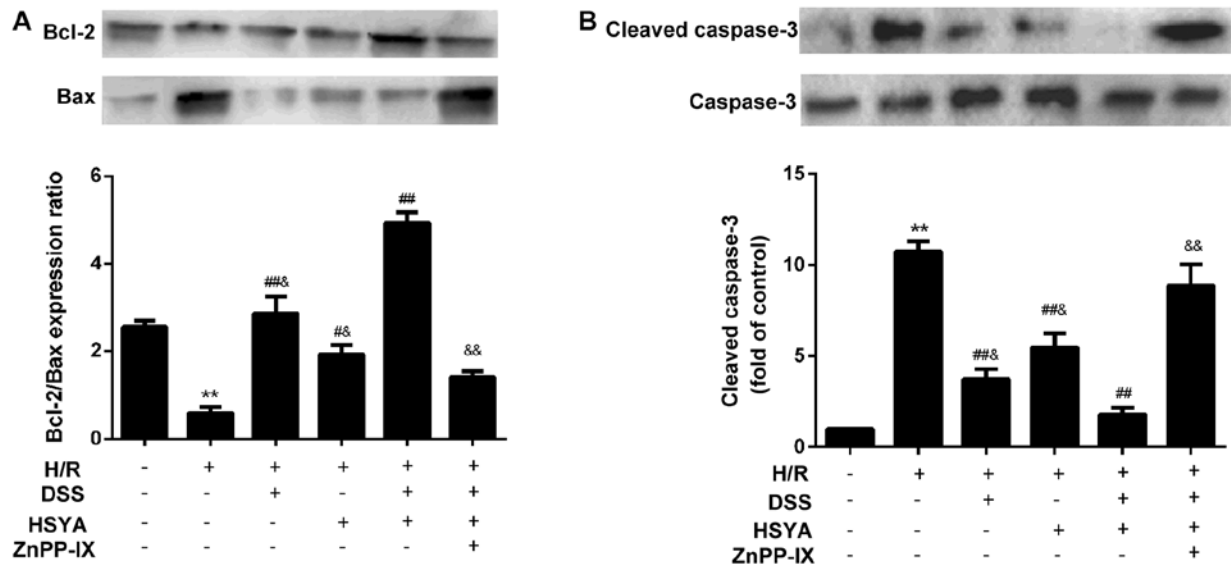 A
Bcl-2
Bax
Bcl-2/Bax expression ratio
6
4
2
0
**
##&
#&
##
&&
H/R - + + + + +
DSS - - + - + +
HSYA - - - + + +
ZnPP-IX - - - - - +
B
Cleaved caspase-3
Caspase-3
Cleaved caspase-3
(fold of control)
15
10
5
0
**
##&
##&
##
&&
H/R - + + + + +
DSS - - + - + +
HSYA - - - + + +
ZnPP-IX - - - - - +